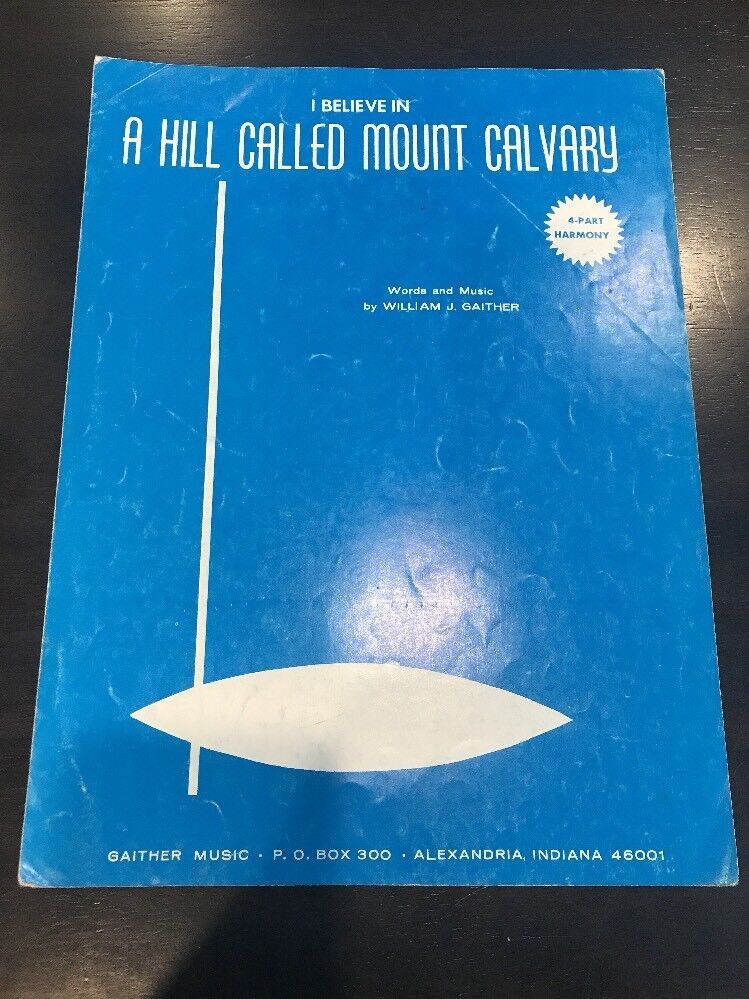 I BELIEVE IN
A HILL CALLED MOUNT CALVARY
4-PART
HARMONY
Words and Music
by WILLIAM J. GAITHER
GAITHER MUSIC · P. O. BOX 300 · ALEXANDRIA, INDIANA 46001